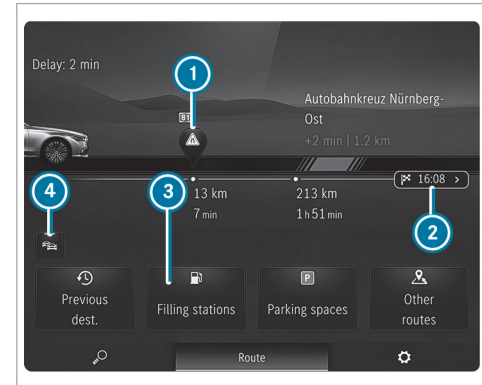 Delay: 2 min
1
Autobahnkreuz Nürnberg-
Ost
+2 min | 1.2 km
16:08
13 km
213 km
7 min
1 h 51 min
4
3
2
P
Previous
dest.
Filling stations
Parking spaces
Other
routes
Route